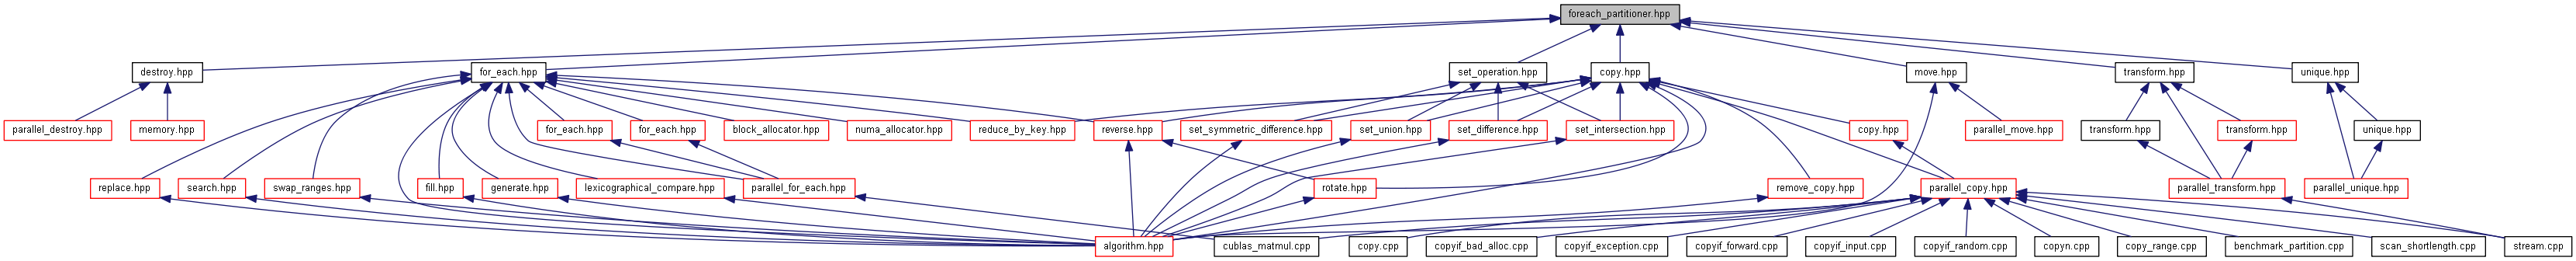 foreach_partitioner.hpp
destroy.hpp
for_each.hpp
set_operation.hpp
copy.hpp
move.hpp
transform.hpp
unique.hpp
parallel_destroy.hpp
memory.hpp
for_each.hpp
for_each.hpp
block_allocator.hpp
numa_allocator.hpp
reduce_by_key.hpp
reverse.hpp
set_symmetric_difference.hpp
set_union.hpp
set_difference.hpp
set_intersection.hpp
copy.hpp
parallel_move.hpp
transform.hpp
transform.hpp
unique.hpp
replace.hpp
search.hpp
swap_ranges.hpp
fill.hpp
generate.hpp
lexicographical_compare.hpp
parallel_for_each.hpp
rotate.hpp
remove_copy.hpp
parallel_copy.hpp
parallel_transform.hpp
parallel_unique.hpp
algorithm.hpp
cublas_matmul.cpp
copy.cpp
copyif_bad_alloc.cpp
copyif_exception.cpp
copyif_forward.cpp
copyif_input.cpp
copyif_random.cpp
copyn.cpp
copy_range.cpp
benchmark_partition.cpp
scan_shortlength.cpp
stream.cpp